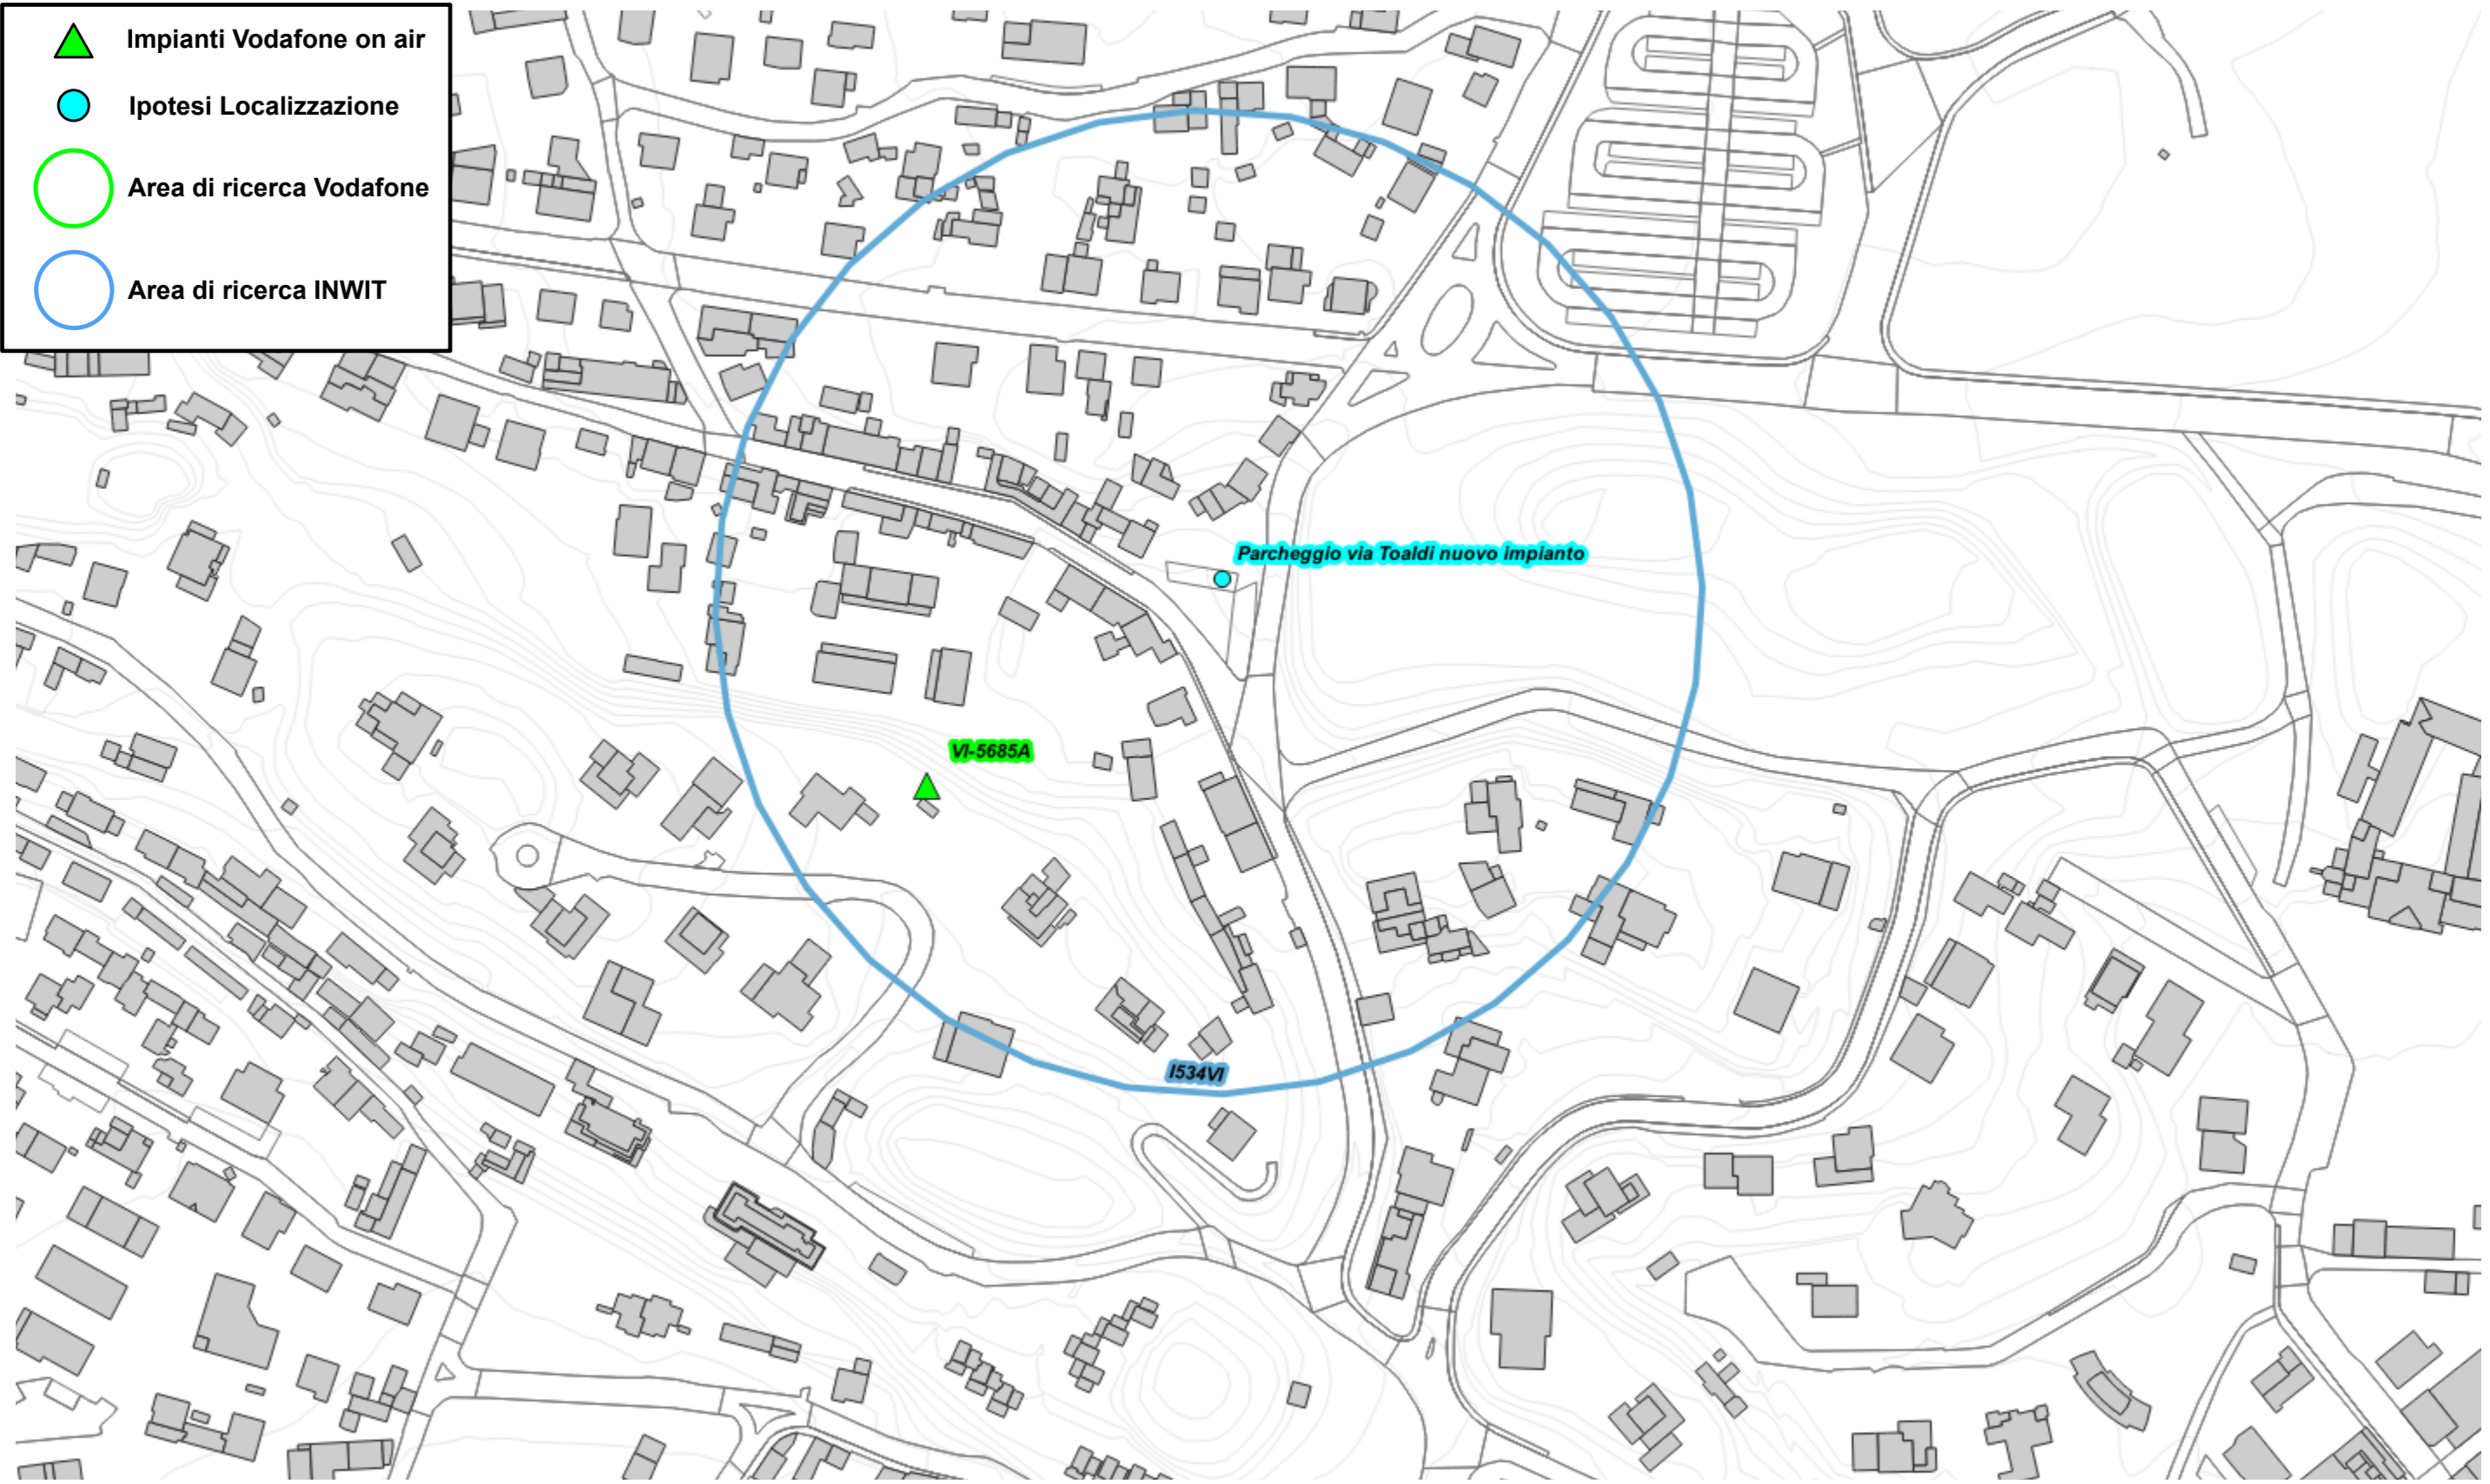 Impianti Vodafone on air
Ipotesi Localizzazione
Area di ricerca Vodafone
Area di ricerca INWIT
Parcheggio via Toaldi nuovo impianto
VI-5685A
I534VI